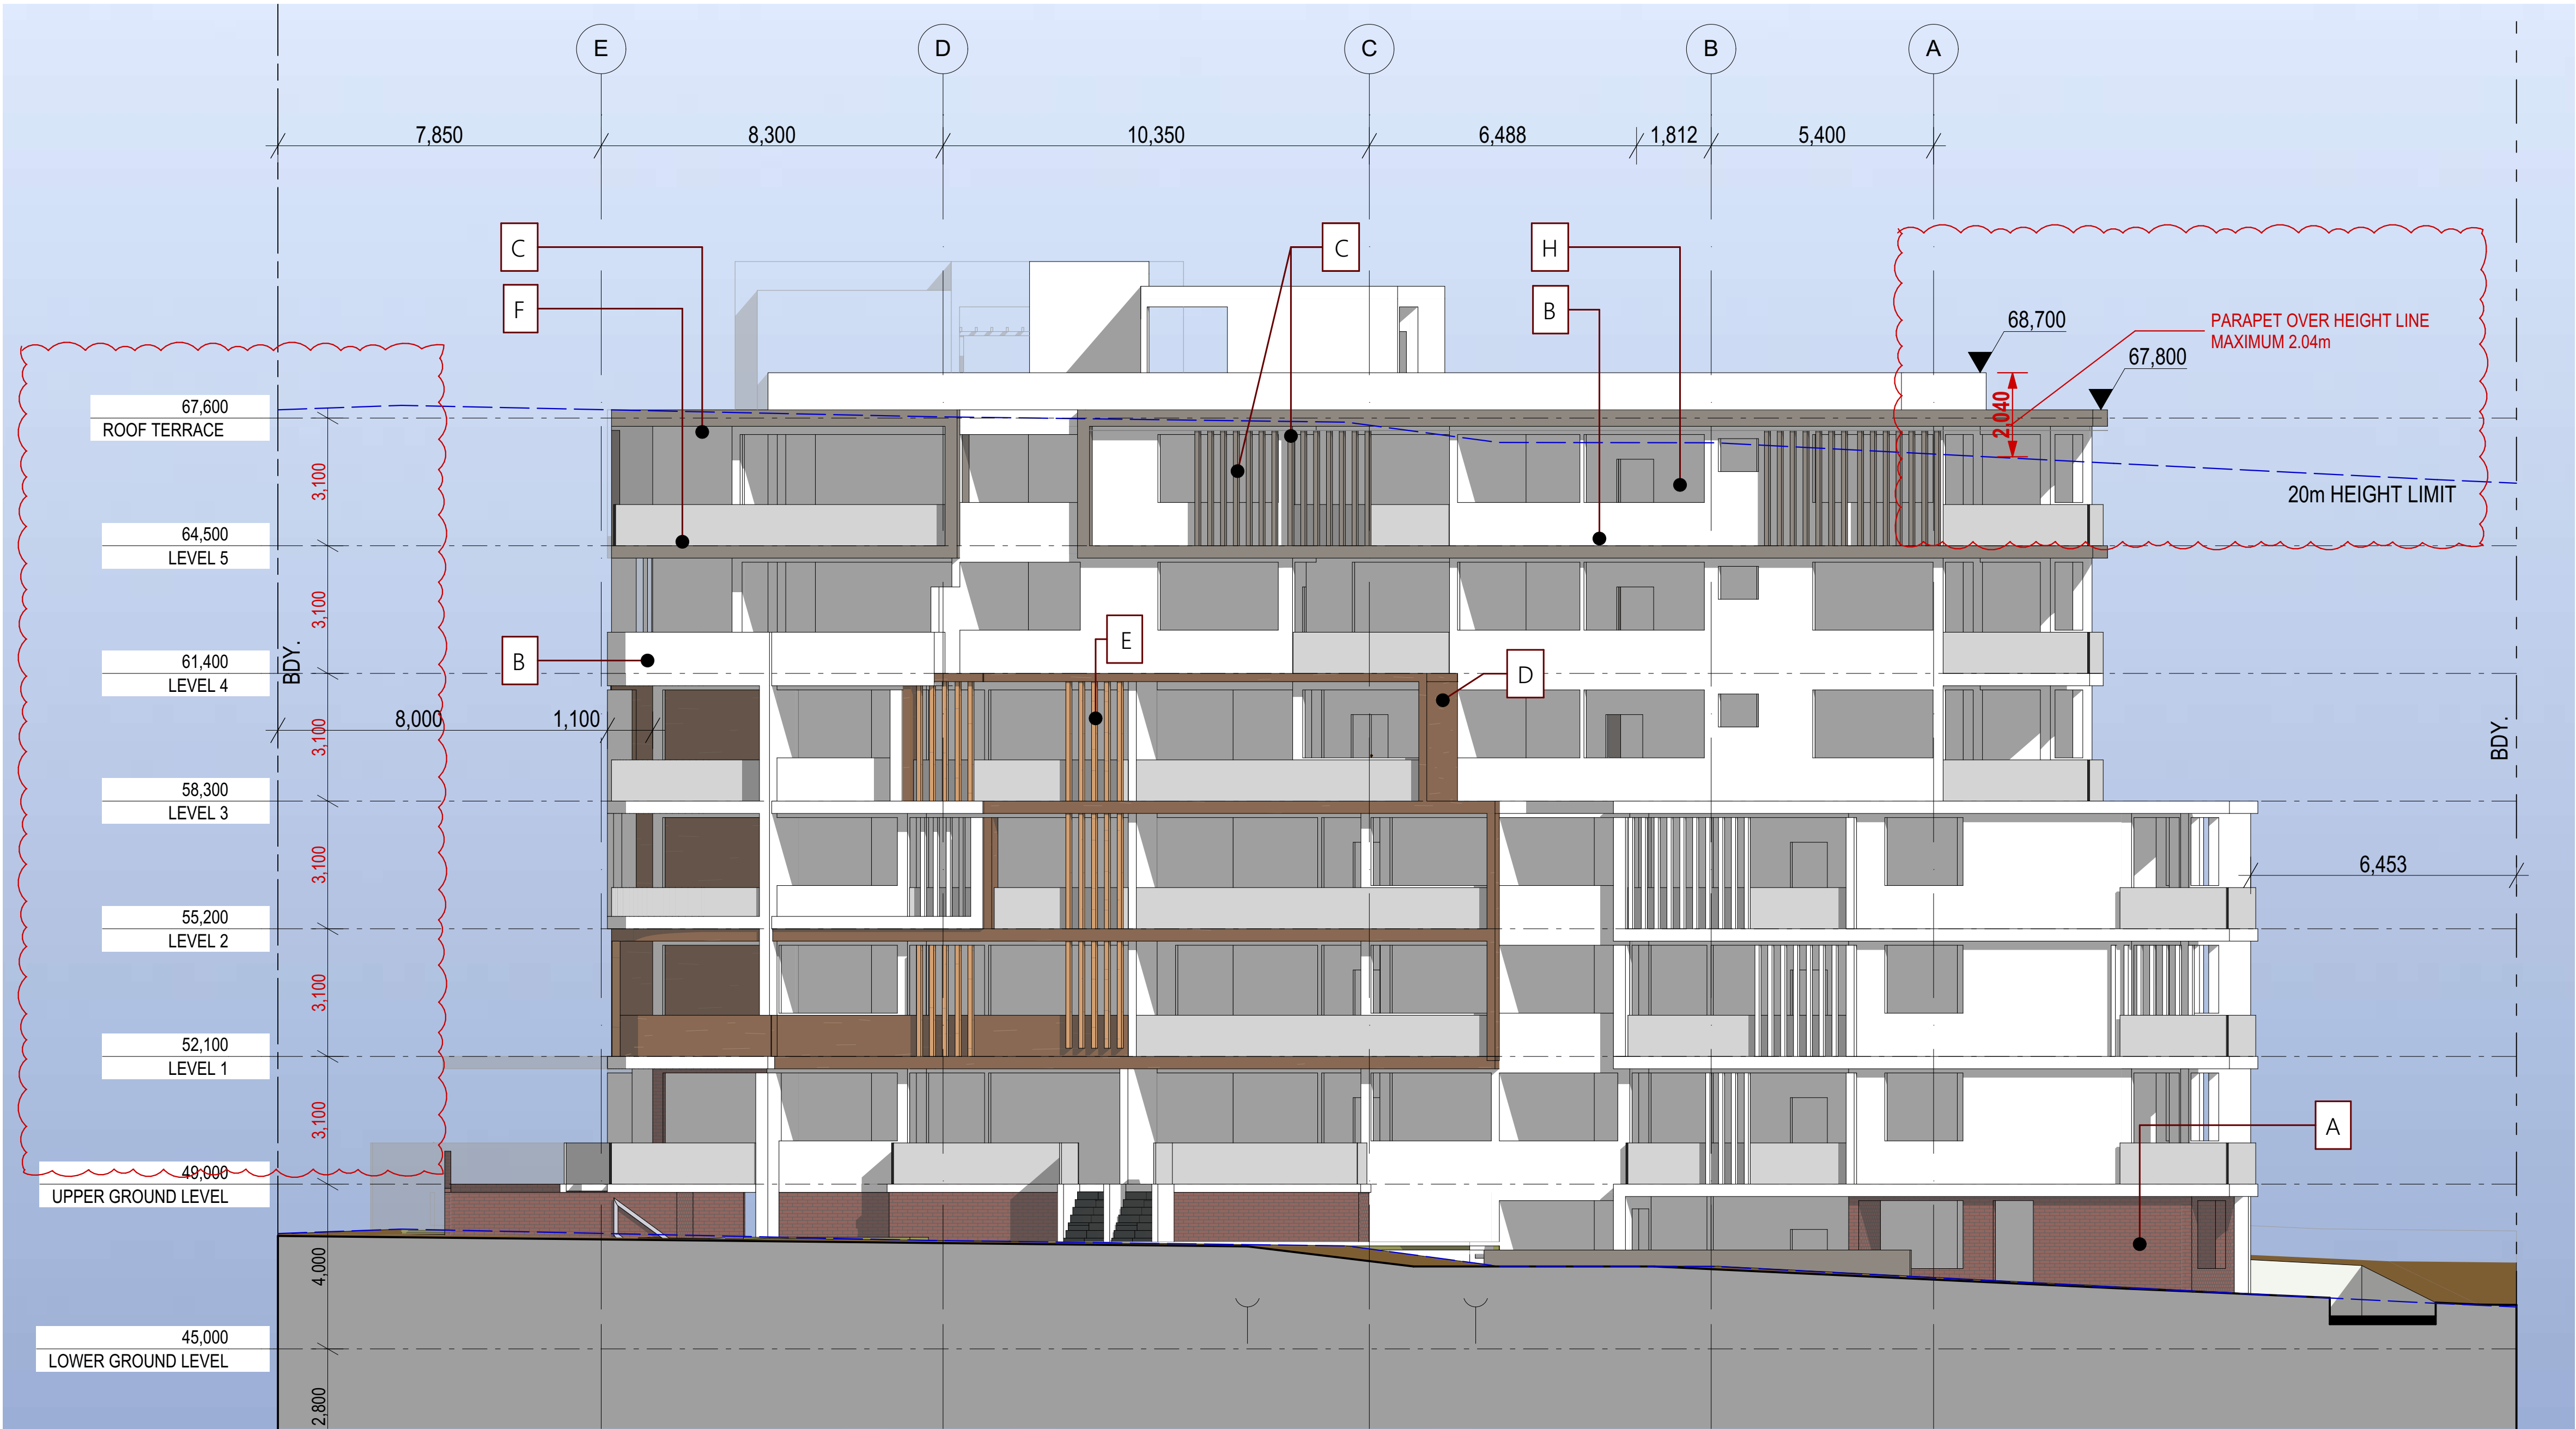 E
D
C
B
A
7,850
8,300
10,350
6,488
1,812
5,400
C
C
H
F
B
68,700
PARAPET OVER HEIGHT LINE
MAXIMUM 2.04m
67,800
2,040
67,600
ROOF TERRACE
3,100
20m HEIGHT LIMIT
64,500
LEVEL 5
3,100
B
E
D
61,400
LEVEL 4
BDY.
BDY.
8,000
1,100
3,100
58,300
LEVEL 3
3,100
6,453
55,200
LEVEL 2
3,100
52,100
LEVEL 1
3,100
A
49,000
UPPER GROUND LEVEL
4,000
45,000
LOWER GROUND LEVEL
2,800